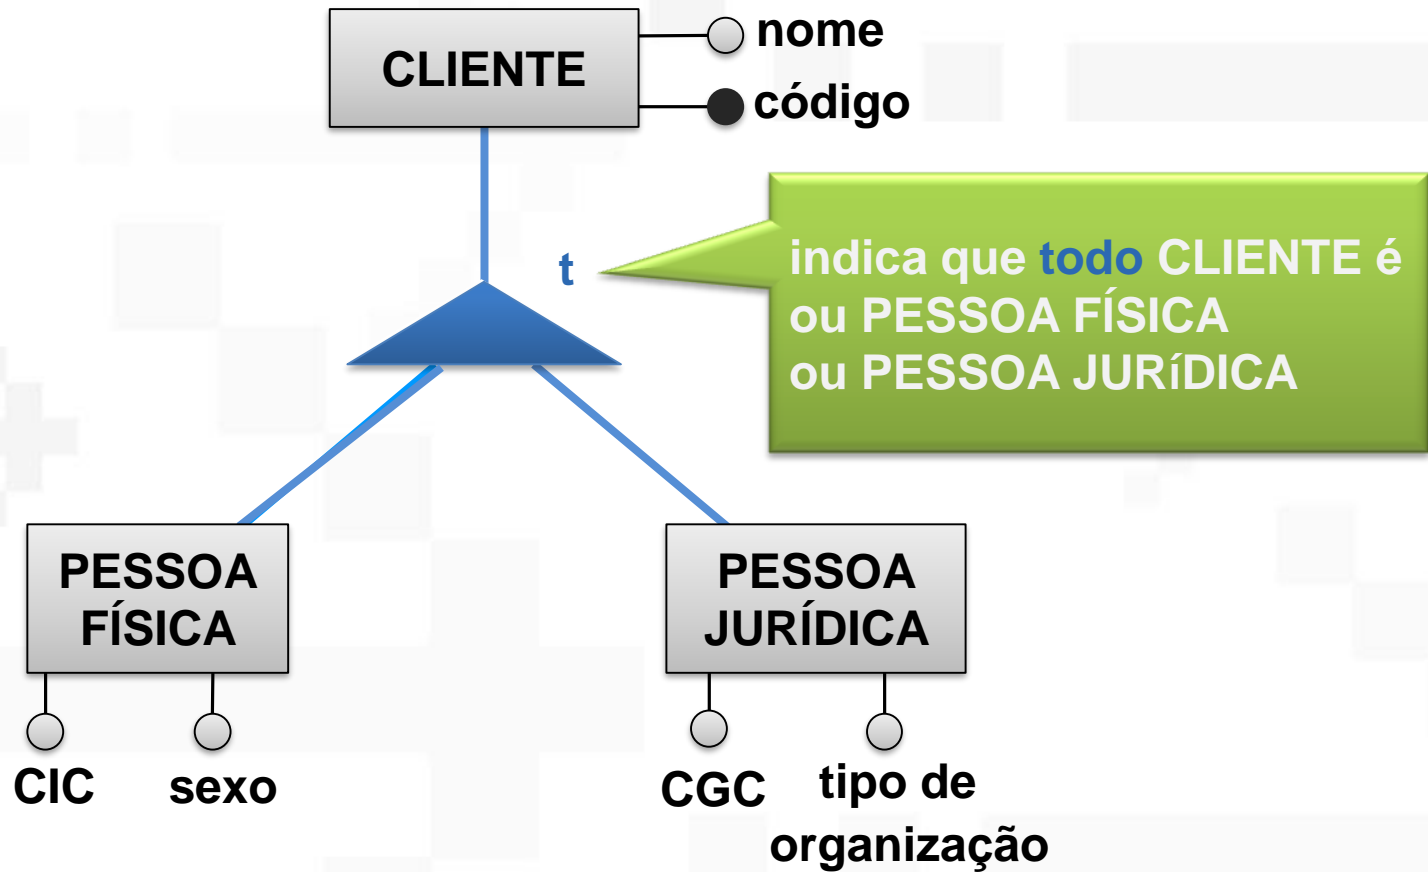 CLIENTE
nome
código
t
indica que todo CLIENTE é
ou PESSOA FÍSICA
ou PESSOA JURíDICA
PESSOA
FÍSICA
PESSOA
JURÍDICA
CIC
sexo
CGC
tipo de
organização